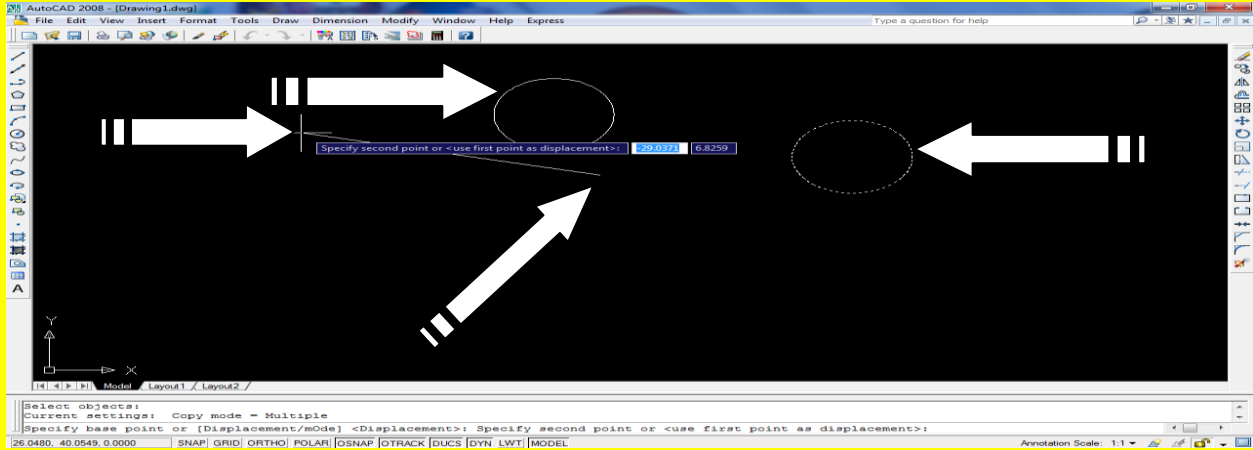 AutoCAD 2008 - [Drawing1.dwg]
File Edit View Insert Format Tools Draw Dimension Modify Window Help Express Type a question for help
Specify second point or <use first point as displacement>: -29.0371 6.8259
A
Y
X
Model Layout1 Layout2
Select objects:
Current settings: Copy mode = Multiple
Specify base point or [Displacement/mOde] <Displacement>: Specify second point or <use first point as displacement>:
26.0480, 40.0549, 0.0000 SNAP GRID ORTHO POLAR OSNAP OTRACK DUCS DYN LWT MODEL Annotation Scale: 1:1